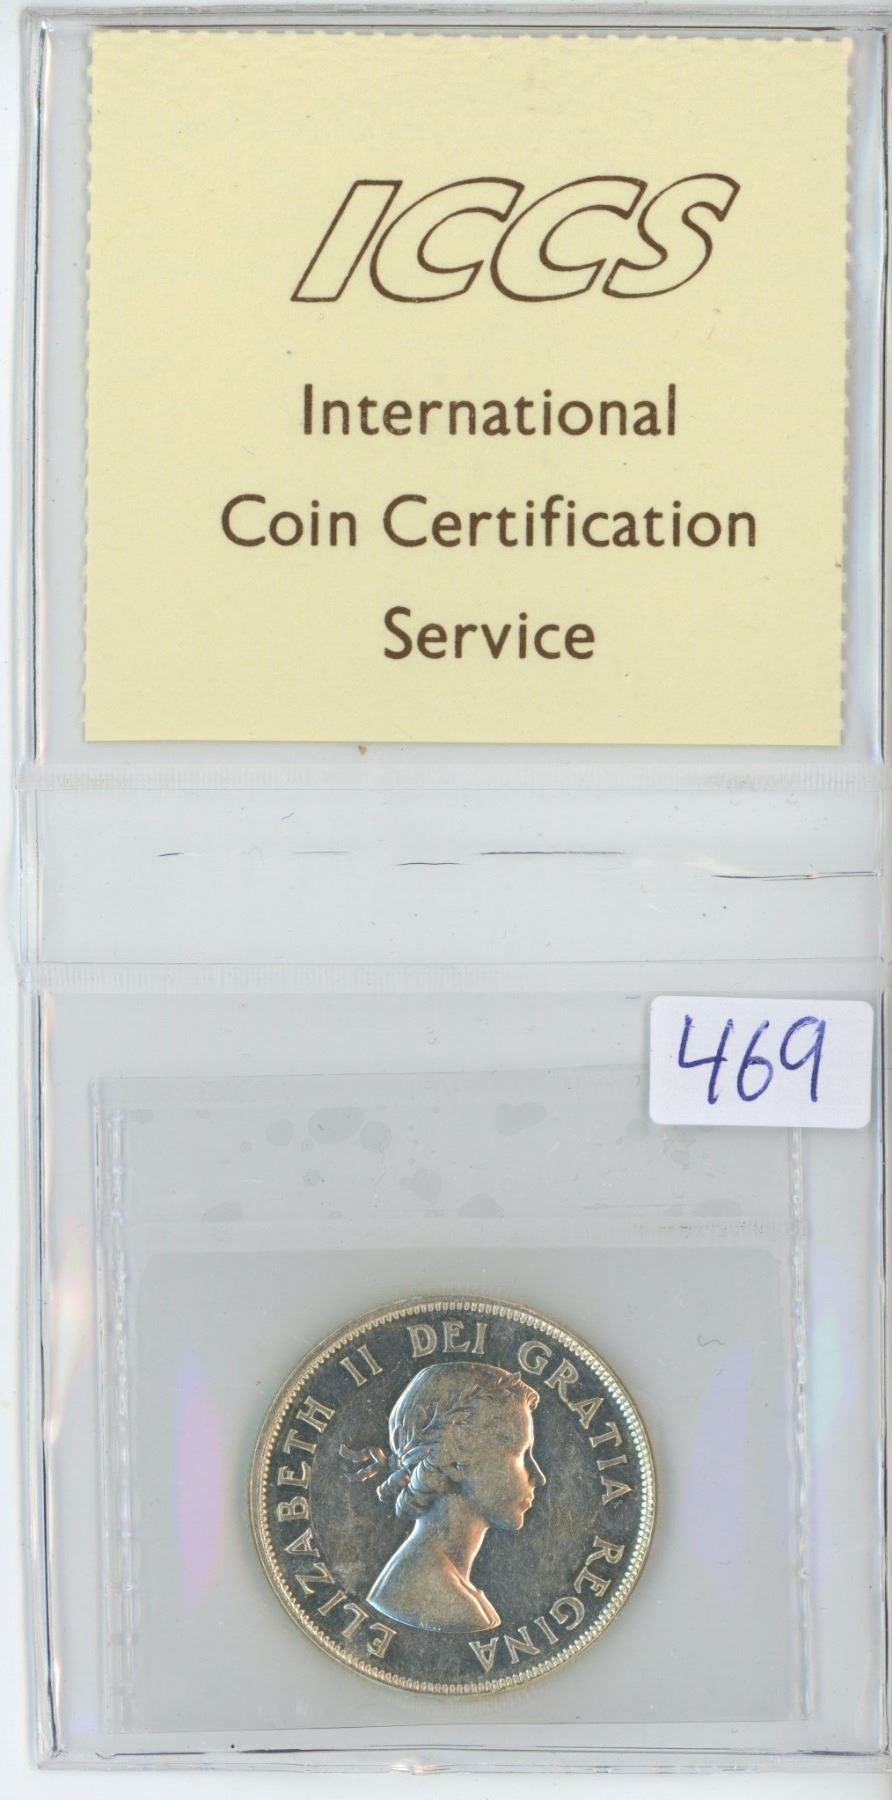 ICCS
International
Coin Certification
Service
469
ELIZABETH II DEI GRATIA REGINA